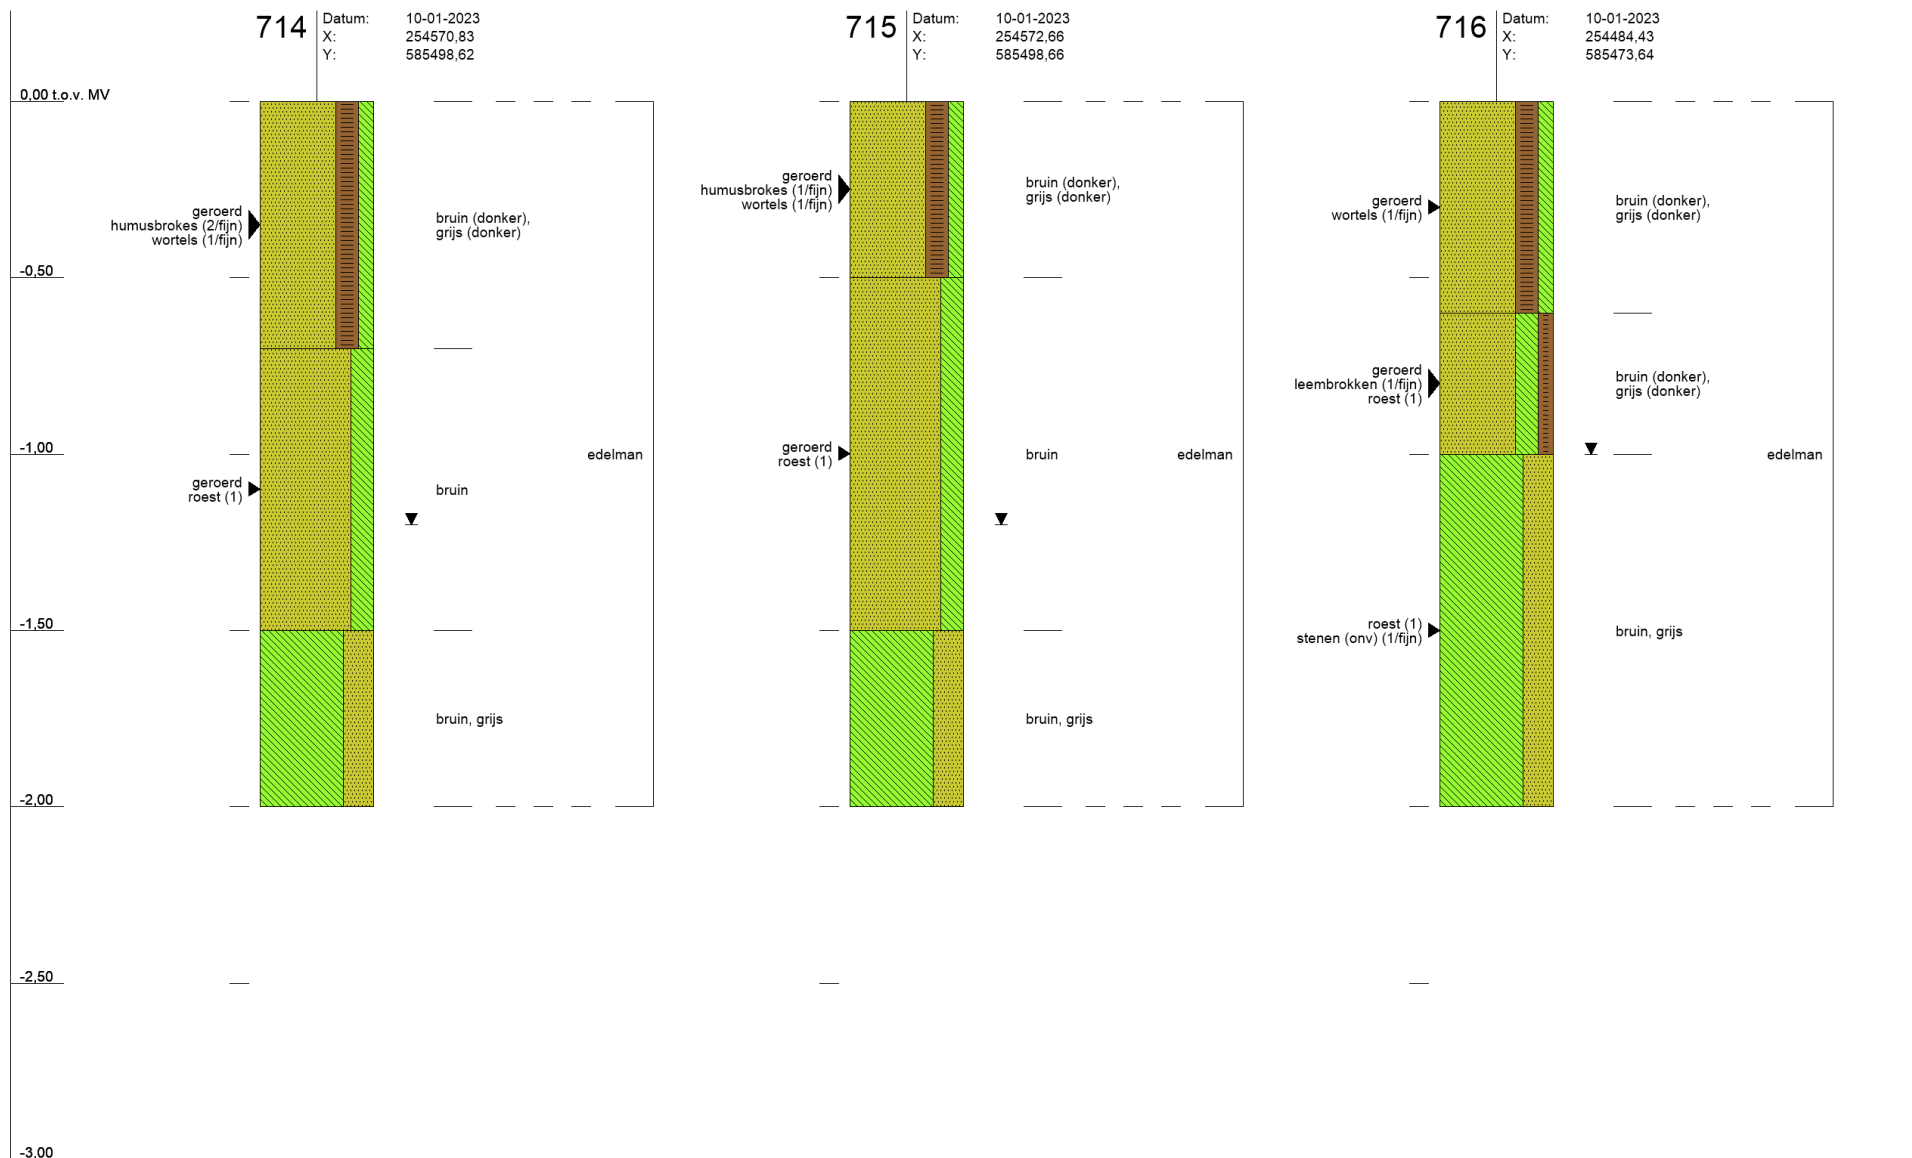 714
Datum: 10-01-2023
X: 254570,83
Y: 585498,62
715
Datum: 10-01-2023
X: 254572,66
Y: 585498,66
716
Datum: 10-01-2023
X: 254484,43
Y: 585473,64
0,00 t.o.v. MV
-0,50
-1,00
-1,50
-2,00
-2,50
-3,00
geroerd
humusbrokes (2/fijn)
wortels (1/fijn)
bruin (donker),
grijs (donker)
geroerd
roest (1)
bruin
edelman
bruin, grijs
geroerd
humusbrokes (1/fijn)
wortels (1/fijn)
bruin (donker),
grijs (donker)
geroerd
roest (1)
bruin
edelman
bruin, grijs
geroerd
wortels (1/fijn)
bruin (donker),
grijs (donker)
geroerd
leembrokken (1/fijn)
roest (1)
bruin (donker),
grijs (donker)
edelman
roest (1)
stenen (onv) (1/fijn)
bruin, grijs